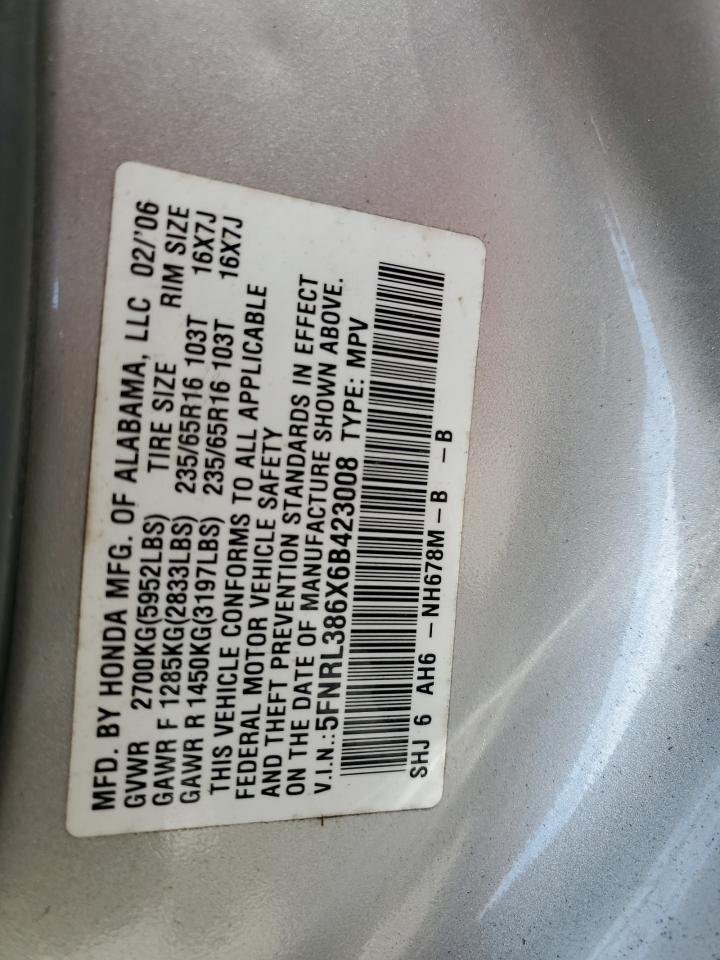 MFD. BY HONDA MFG. OF ALABAMA, LLC 02/'06
GVWR 2700KG(5952LBS) TIRE SIZE RIM SIZE
GAWR F 1285KG(2833LBS) 235/65R16 103T 16X7J
GAWR R 1450KG(3197LBS) 235/65R16 103T 16X7J
THIS VEHICLE CONFORMS TO ALL APPLICABLE
FEDERAL MOTOR VEHICLE SAFETY
AND THEFT PREVENTION STANDARDS IN EFFECT
ON THE DATE OF MANUFACTURE SHOWN ABOVE.
V.I.N.:5FNRL386X6B423008 TYPE: MPV
SHJ 6 AH6 -NH678M-B -B